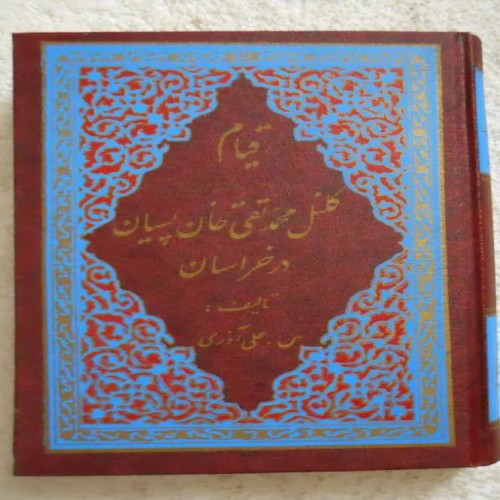 قیام
کلنل محمد تقی خان پسیان
در خراسان
تالیف:
س. علی آذری